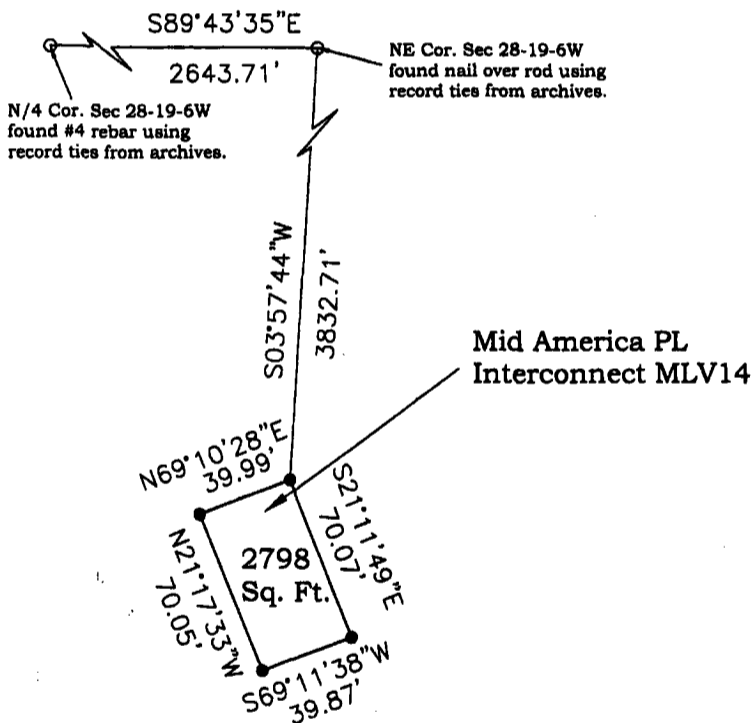 S89°43'35"E
2643.71'
NE Cor. Sec 28-19-6W
found nail over rod using
record ties from archives.
N/4 Cor. Sec 28-19-6W
found #4 rebar using
record ties from archives.
S03°57'44"W
3832.71'
Mid America PL
Interconnect MLV14
N69°10'28"E
39.99'
S21°11'49"E
70.07'
2798
Sq. Ft.
N21°17'33"W
70.05'
S69°11'38"W
39.87'